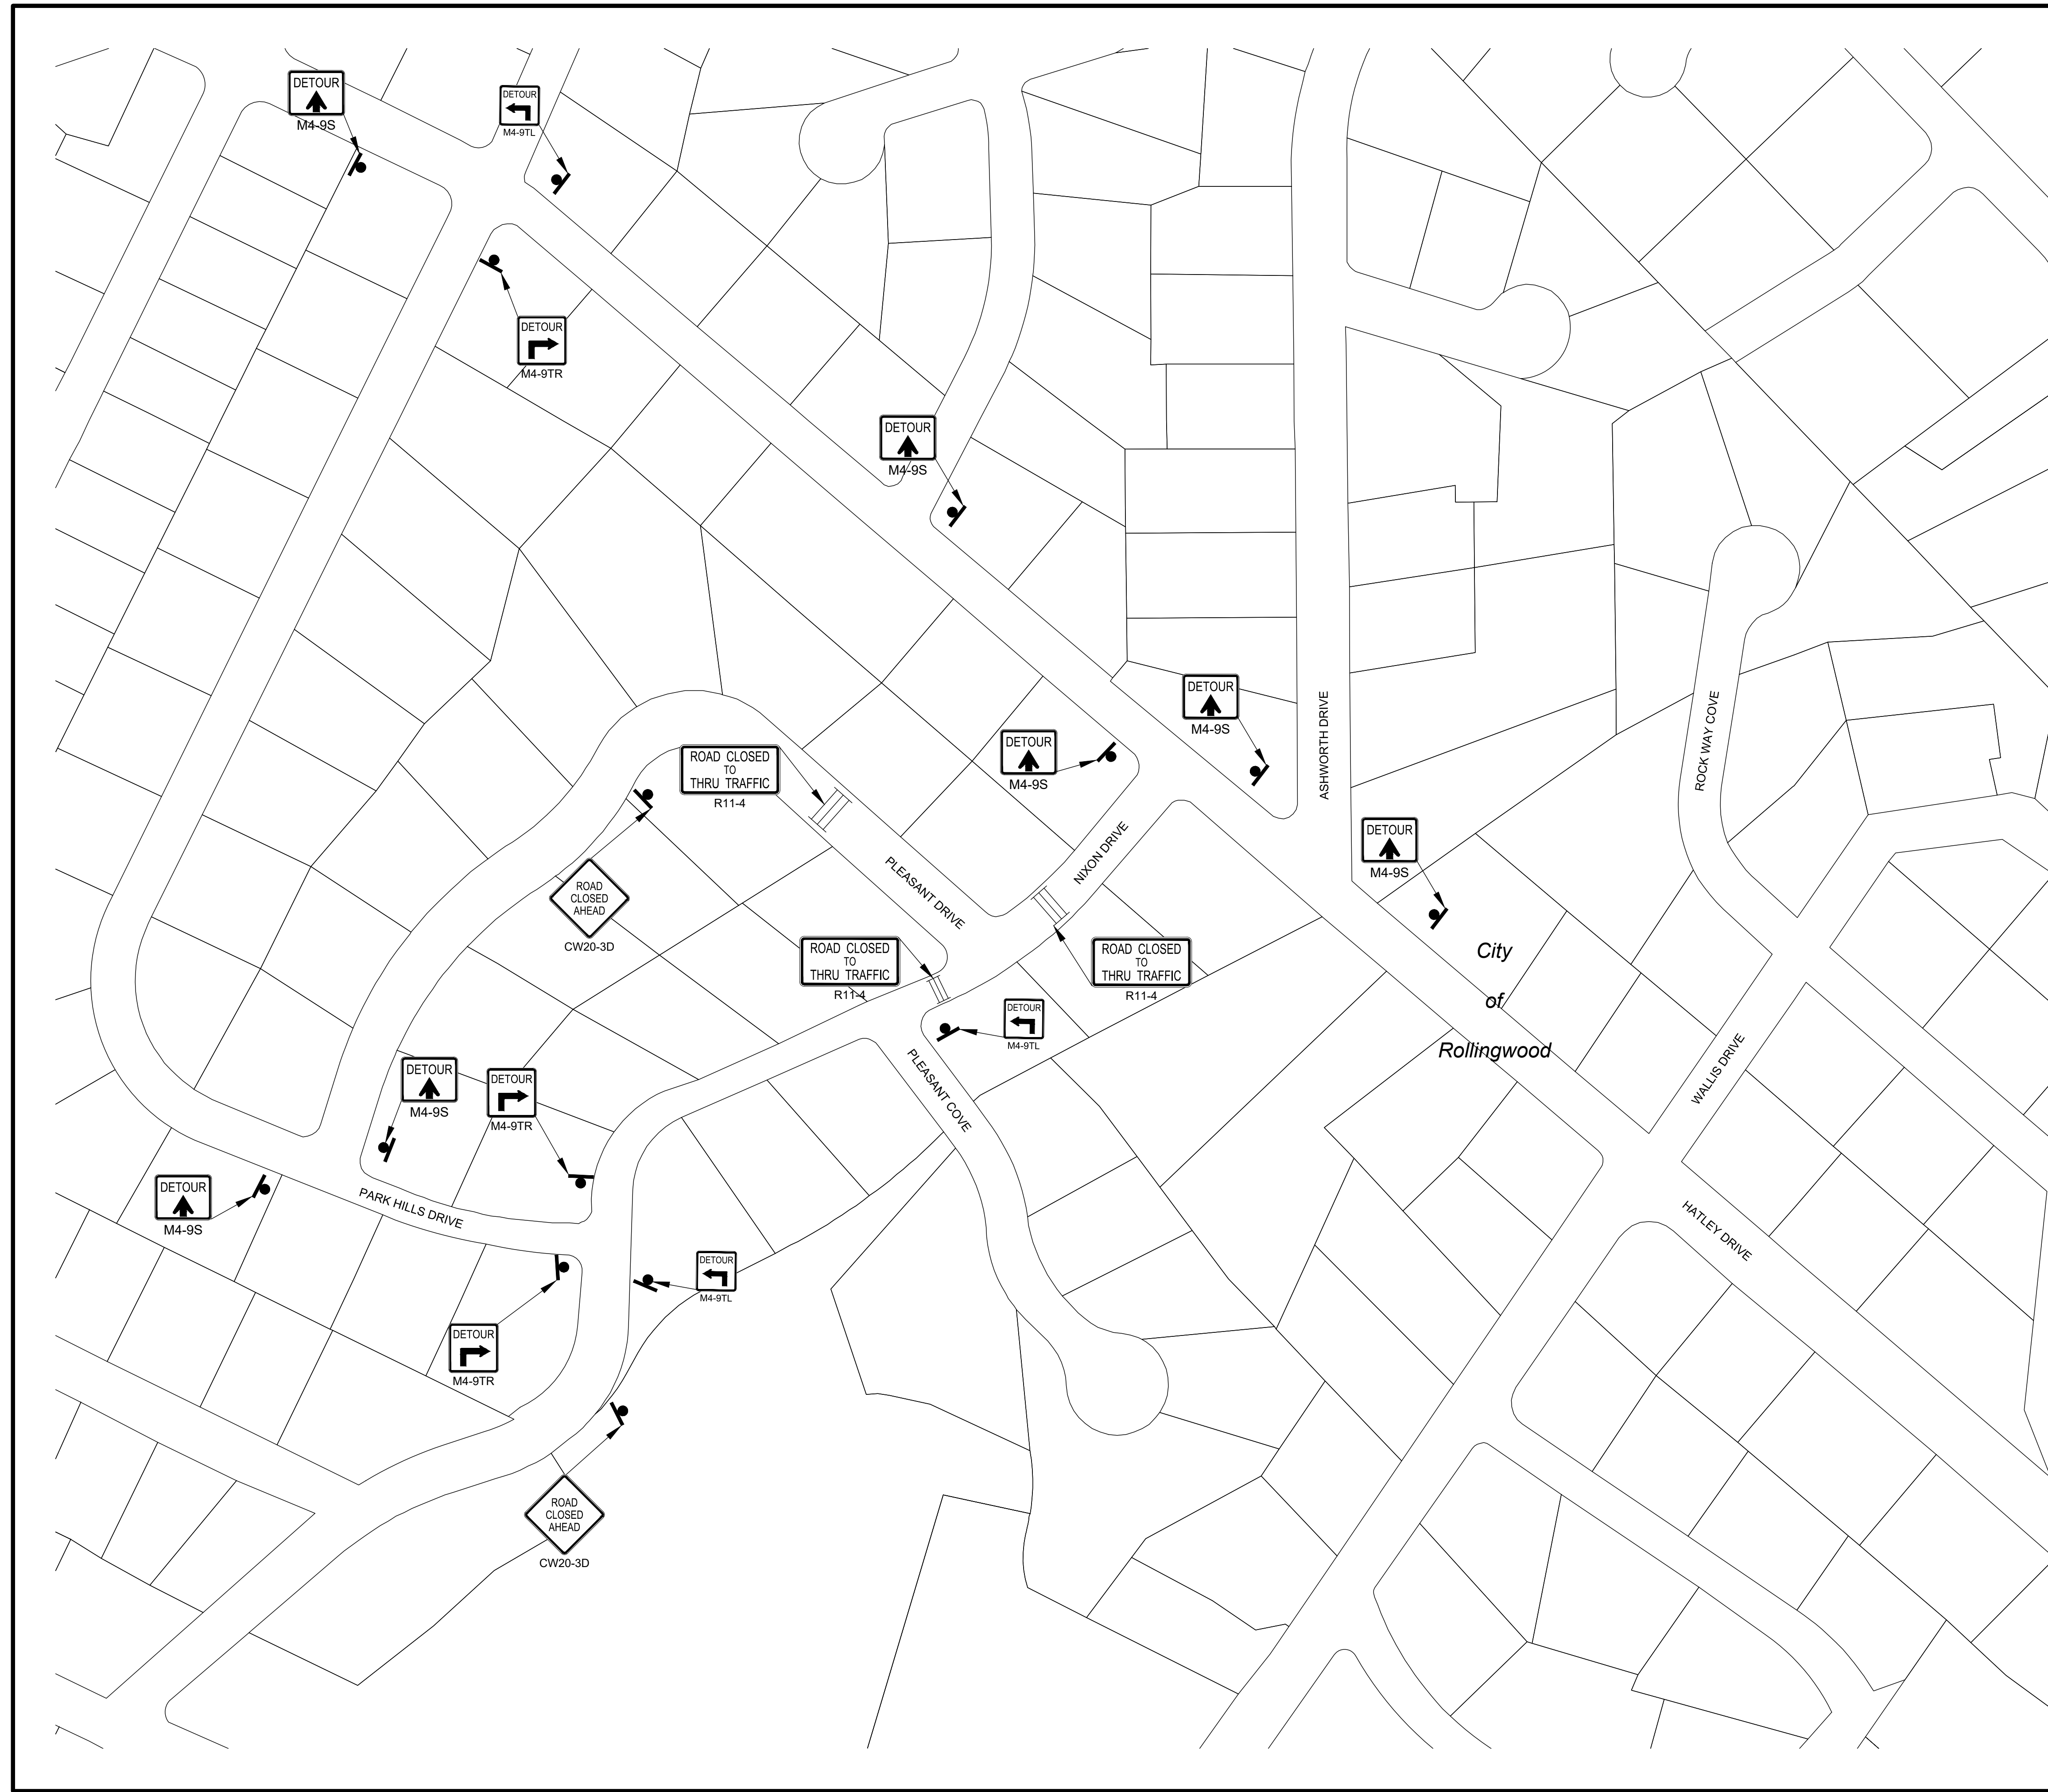 DETOUR
M4-9S
DETOUR
M4-9TL
DETOUR
M4-9TR
DETOUR
M4-9S
DETOUR
M4-9S
ASHWORTH DRIVE
ROCKWAY COVE
ROAD CLOSED
TO
THRU TRAFFIC
R11-4
DETOUR
M4-9S
DETOUR
M4-9S
NIXON DRIVE
PLEASANT DRIVE
ROAD
CLOSED
AHEAD
CW20-3D
ROAD CLOSED
TO
THRU TRAFFIC
R11-4
ROAD CLOSED
TO
THRU TRAFFIC
R11-4
City
of
Rollingwood
DETOUR
M4-9TL
DETOUR
M4-9S
DETOUR
M4-9TR
PLEASANT COVE
WALLIS DRIVE
DETOUR
M4-9S
PARK HILLS DRIVE
HATLEY DRIVE
DETOUR
M4-9TL
DETOUR
M4-9TR
ROAD
CLOSED
AHEAD
CW20-3D